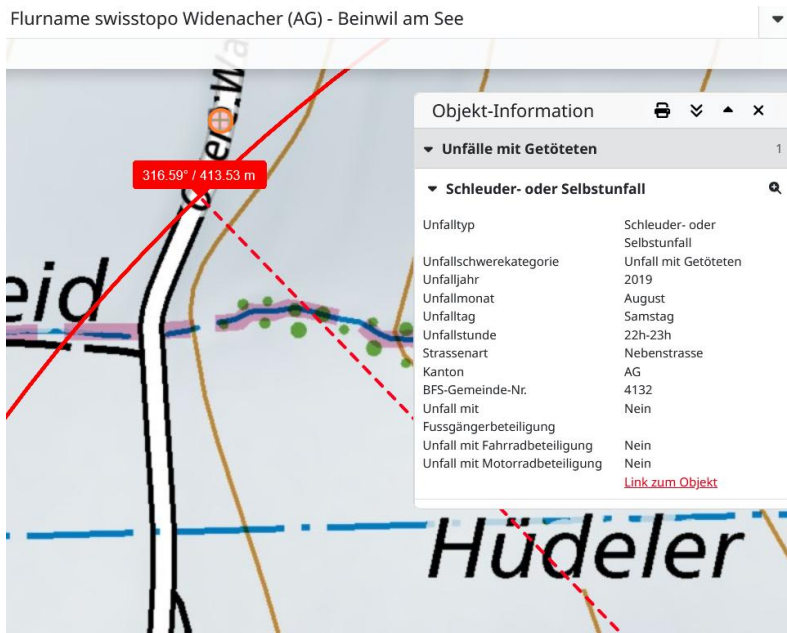 Flurname swisstopo Widenacher (AG) - Beinwil am See
Objekt-Information
Unfälle mit Getöteten 1
316.59° / 413.53 m
Schleuder- oder Selbstunfall
Unfalltyp Schleuder- oder
Selbstunfall
Unfallschwerekategorie Unfall mit Getöteten
Unfalljahr 2019
Unfallmonat August
Unfalltag Samstag
Unfallstunde 22h-23h
Strassenart Nebenstrasse
Kanton AG
BFS-Gemeinde-Nr. 4132
Unfall mit Nein
Fussgängerbeteiligung
Unfall mit Fahrradbeteiligung Nein
Unfall mit Motorradbeteiligung Nein
Link zum Objekt
eid
Hüdeler